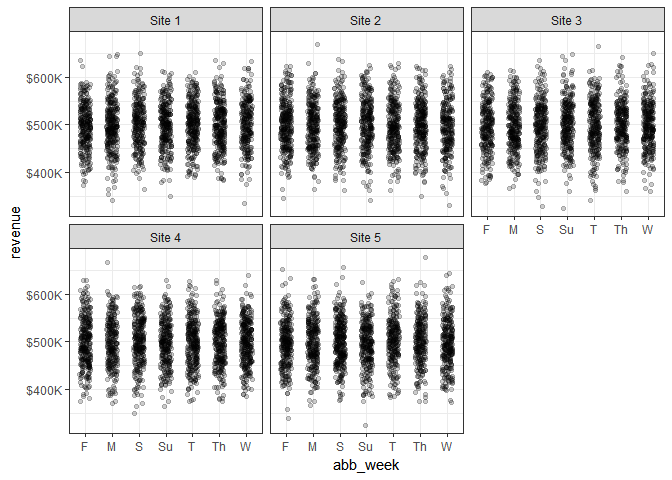 Site 1 Site 2 Site 3
$600K
$500K
$400K
F M S Su T Th W
Site 4 Site 5
$600K
$500K
$400K
F M S Su T Th W F M S Su T Th W
revenue
abb_week